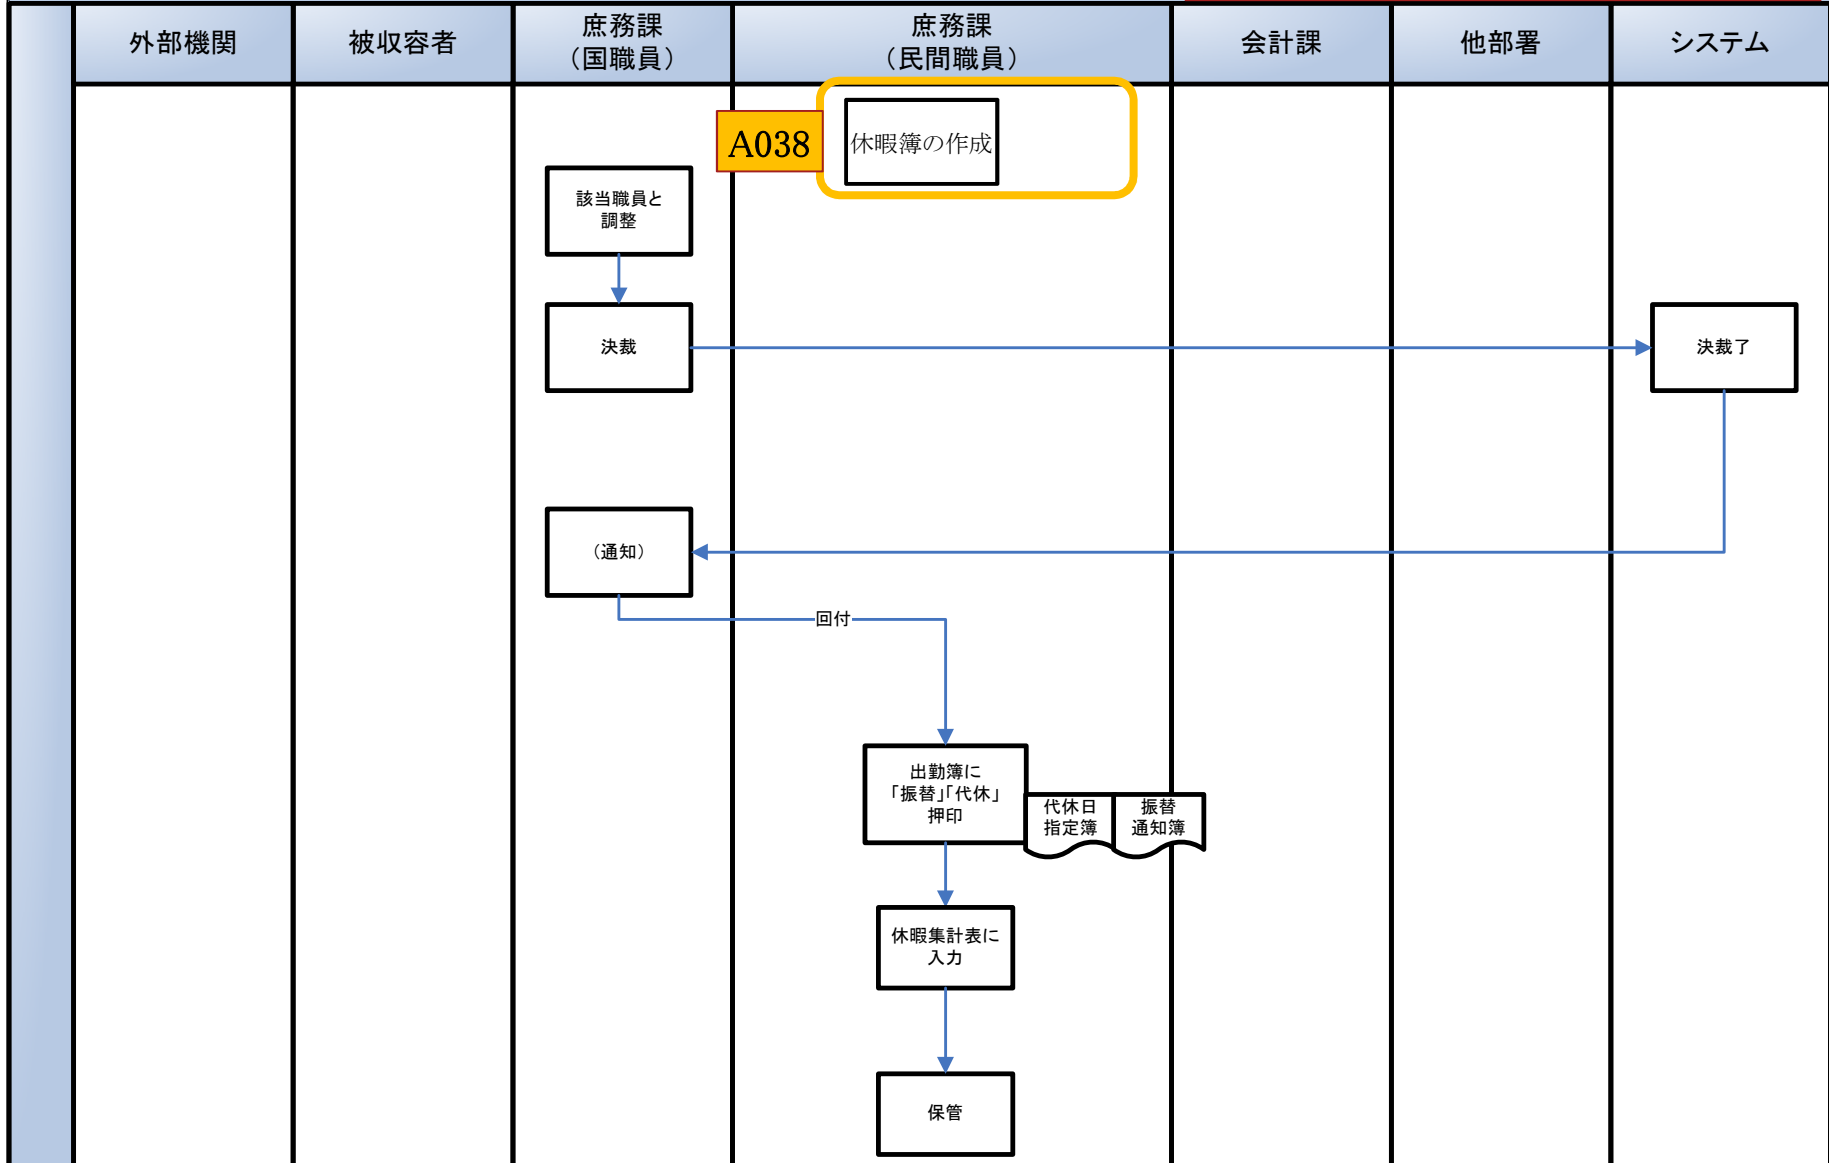 外部機関
被収容者
庶務課
（国職員）
庶務課
（民間職員）
会計課
他部署
システム
A038
休暇簿の作成
該当職員と
調整
決裁
決裁了
（通知）
回付
出勤簿に
「振替」「代休」
押印
代休日
指定簿
振替
通知簿
休暇集計表に
入力
保管